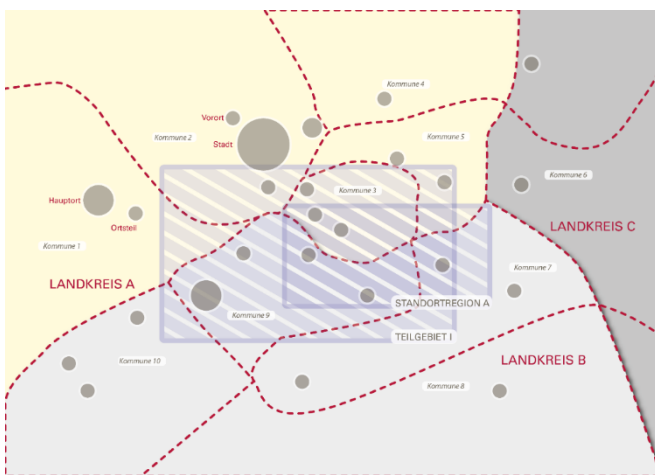 Kommune 4
Vorort
Kommune 2
Stadt
Kommune 5
Kommune 6
Kommune 3
Hauptort
Ortsteil
LANDKREIS C
Kommune 1
Kommune 7
LANDKREIS A
STANDORTREGION A
Kommune 9
TEILGEBIET I
Kommune 10
LANDKREIS B
Kommune 8